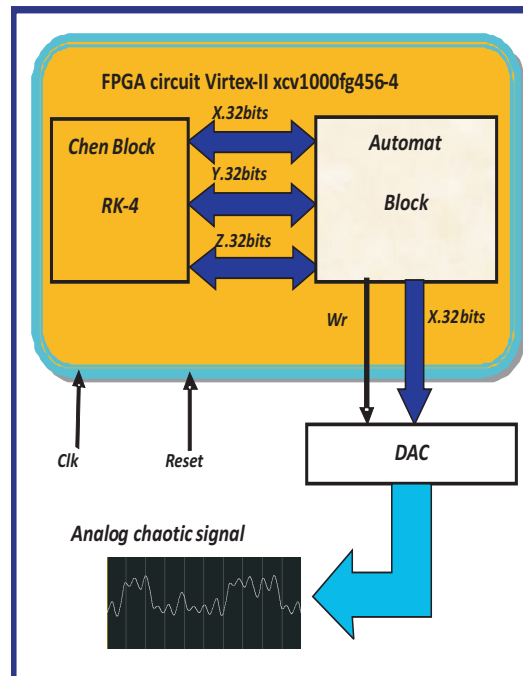 FPGA circuit Virtex-II xcv1000fg456-4
X.32bits
Chen Block
RK-4
Y.32bits
Z.32bits
Automat
Block
Wr
X.32bits
Clk
Reset
DAC
Analog chaotic signal